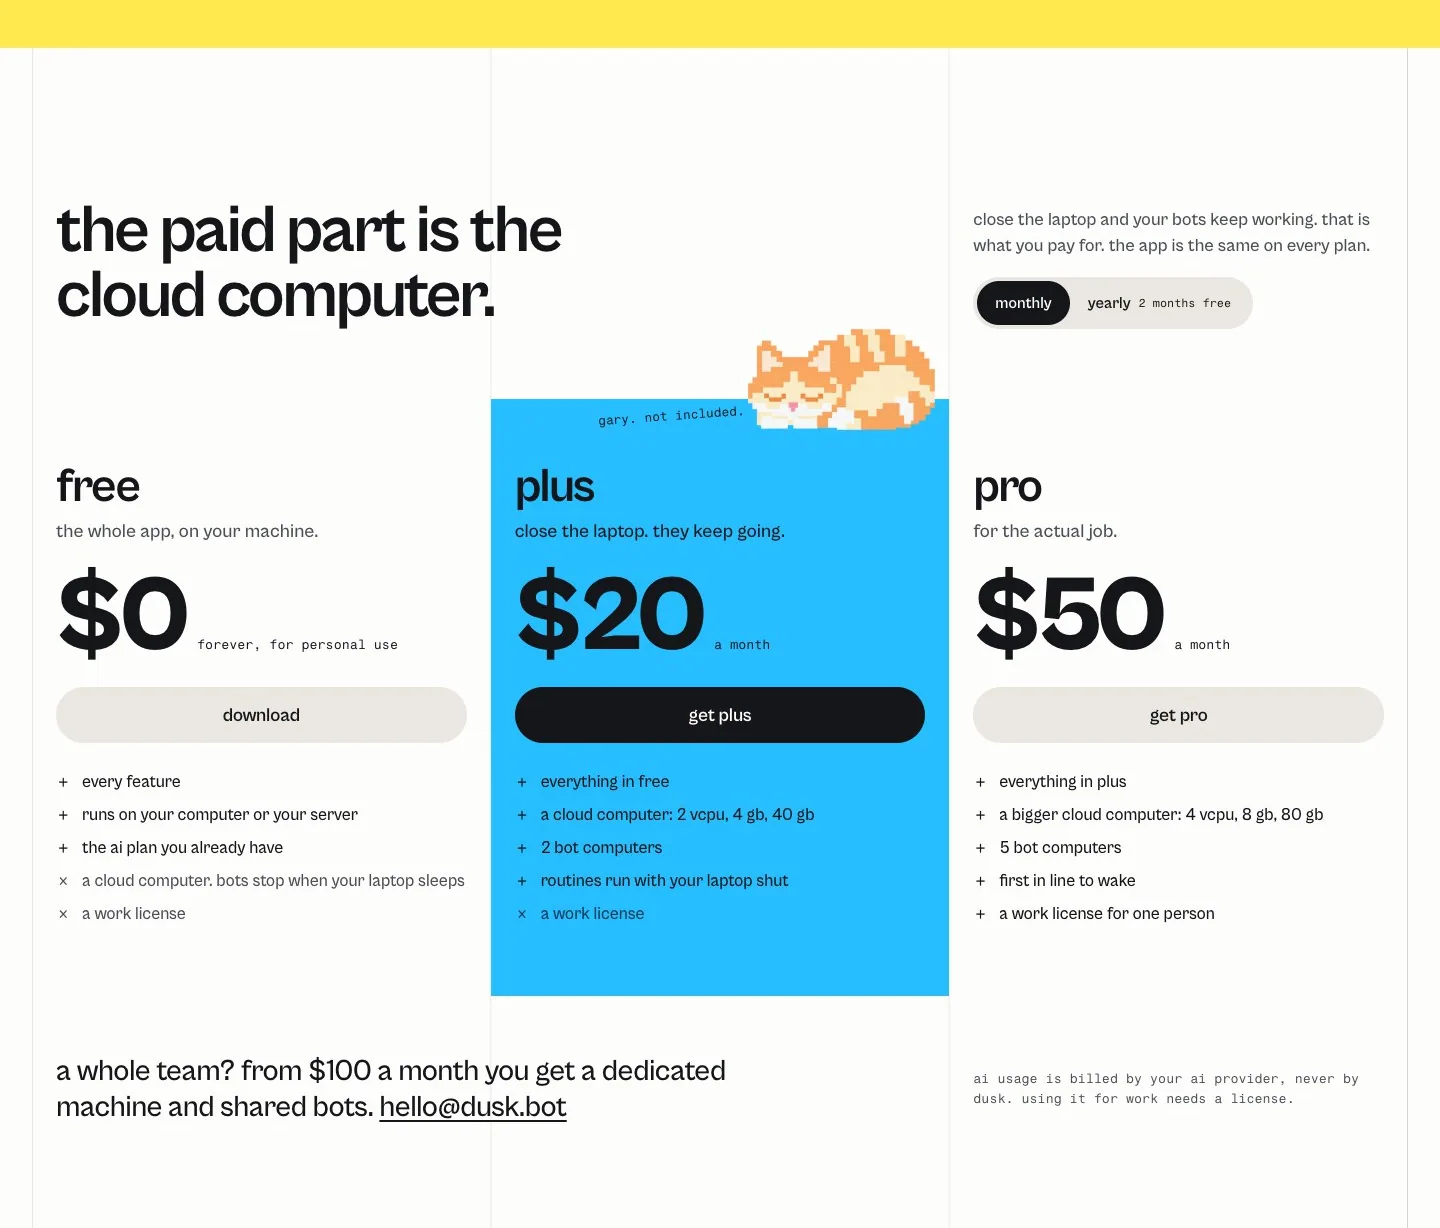 the paid part is the
cloud computer.
close the laptop and your bots keep working. that is
what you pay for. the app is the same on every plan.
monthly yearly 2 months free
gary. not included.
free
the whole app, on your machine.
$0 forever, for personal use
download
+ every feature
+ runs on your computer or your server
+ the ai plan you already have
× a cloud computer. bots stop when your laptop sleeps
× a work license
plus
close the laptop. they keep going.
$20 a month
get plus
+ everything in free
+ a cloud computer: 2 vcpu, 4 gb, 40 gb
+ 2 bot computers
+ routines run with your laptop shut
× a work license
pro
for the actual job.
$50 a month
get pro
+ everything in plus
+ a bigger cloud computer: 4 vcpu, 8 gb, 80 gb
+ 5 bot computers
+ first in line to wake
+ a work license for one person
a whole team? from $100 a month you get a dedicated
machine and shared bots. hello@dusk.bot
ai usage is billed by your ai provider, never by
dusk. using it for work needs a license.